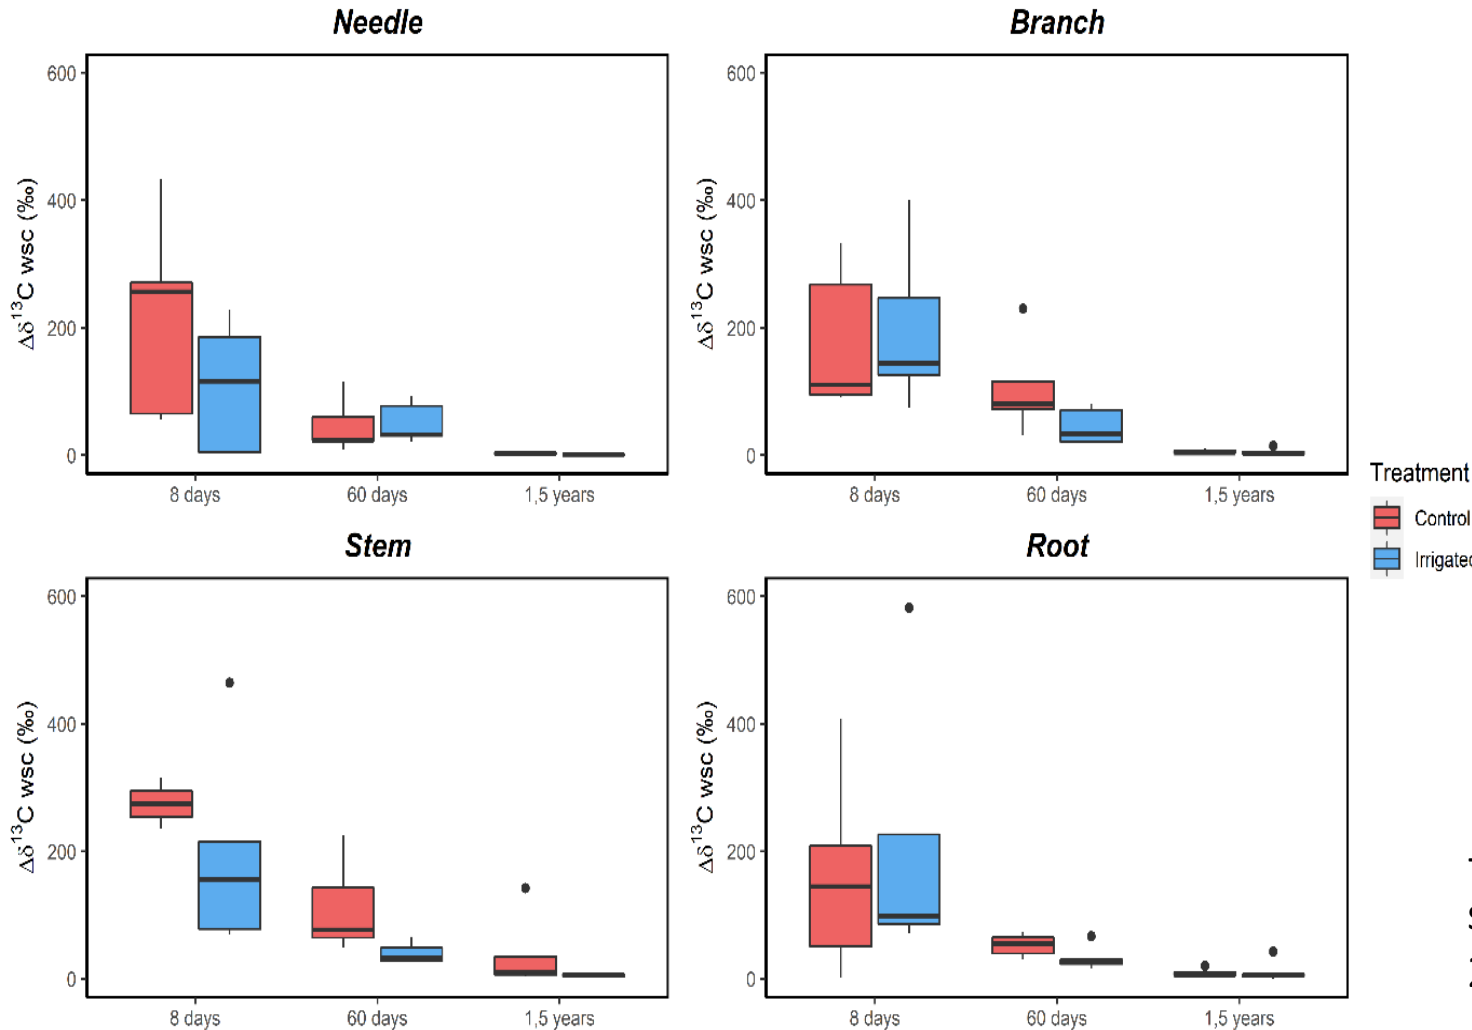 Needle
Branch
600
400
200
0
Δδ¹³C wsc (‰)
8 days
60 days
1,5 years
600
400
200
0
Δδ¹³C wsc (‰)
8 days
60 days
1,5 years
Treatment
Control
Irrigated
Stem
Root
600
400
200
0
Δδ¹³C wsc (‰)
8 days
60 days
1,5 years
600
400
200
0
Δδ¹³C wsc (‰)
8 days
60 days
1,5 years